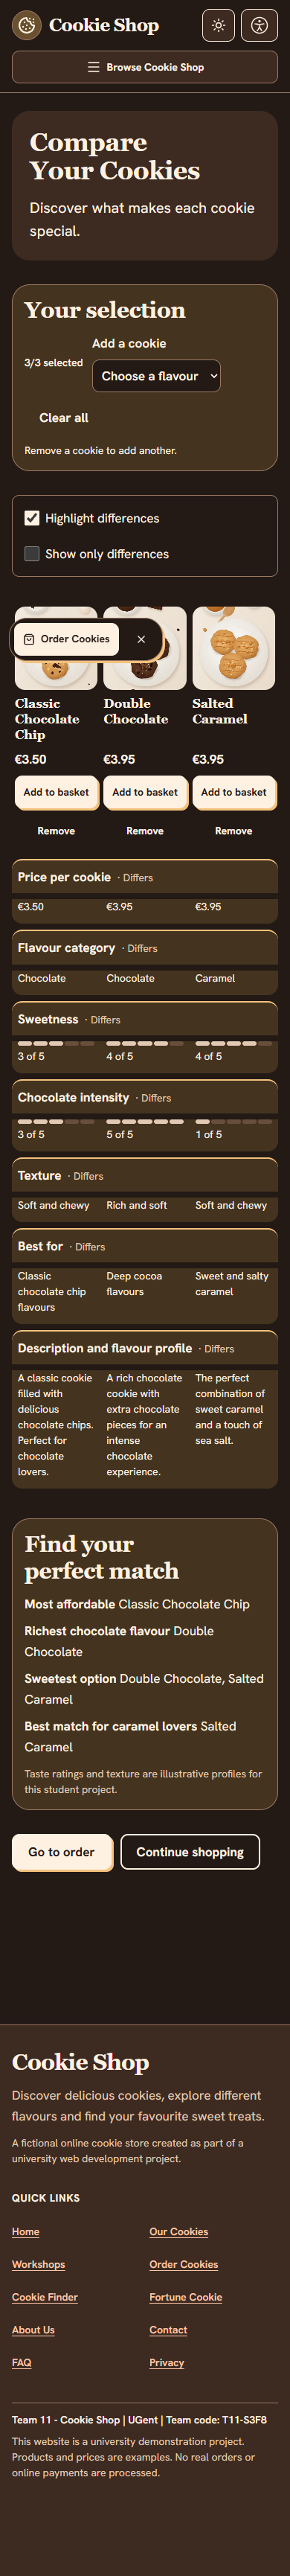 Cookie Shop
Browse Cookie Shop
Compare
Your Cookies
Discover what makes each cookie
special.
Your selection
Add a cookie
3/3 selected
Choose a flavour
Clear all
Remove a cookie to add another.
Highlight differences
Show only differences
Order Cookies
Classic
Chocolate
Chip
Double
Chocolate
Salted
Caramel
€3.50 €3.95 €3.95
Add to basket Add to basket Add to basket
Remove Remove Remove
Price per cookie · Differs
€3.50 €3.95 €3.95
Flavour category · Differs
Chocolate Chocolate Caramel
Sweetness · Differs
3 of 5 4 of 5 4 of 5
Chocolate intensity · Differs
3 of 5 5 of 5 1 of 5
Texture · Differs
Soft and chewy Rich and soft Soft and chewy
Best for · Differs
Classic
chocolate chip
flavours
Deep cocoa
flavours
Sweet and salty
caramel
Description and flavour profile · Differs
A classic cookie
filled with
delicious
chocolate chips.
Perfect for
chocolate
lovers.
A rich chocolate
cookie with
extra chocolate
pieces for an
intense
chocolate
experience.
The perfect
combination of
sweet caramel
and a touch of
sea salt.
Find your
perfect match
Most affordable Classic Chocolate Chip
Richest chocolate flavour Double
Chocolate
Sweetest option Double Chocolate, Salted
Caramel
Best match for caramel lovers Salted
Caramel
Taste ratings and texture are illustrative profiles for
this student project.
Go to order Continue shopping
Cookie Shop
Discover delicious cookies, explore different
flavours and find your favourite sweet treats.
A fictional online cookie store created as part of a
university web development project.
QUICK LINKS
Home Our Cookies
Workshops Order Cookies
Cookie Finder Fortune Cookie
About Us Contact
FAQ Privacy
Team 11 - Cookie Shop | UGent | Team code: T11-S3F8
This website is a university demonstration project.
Products and prices are examples. No real orders or
online payments are processed.